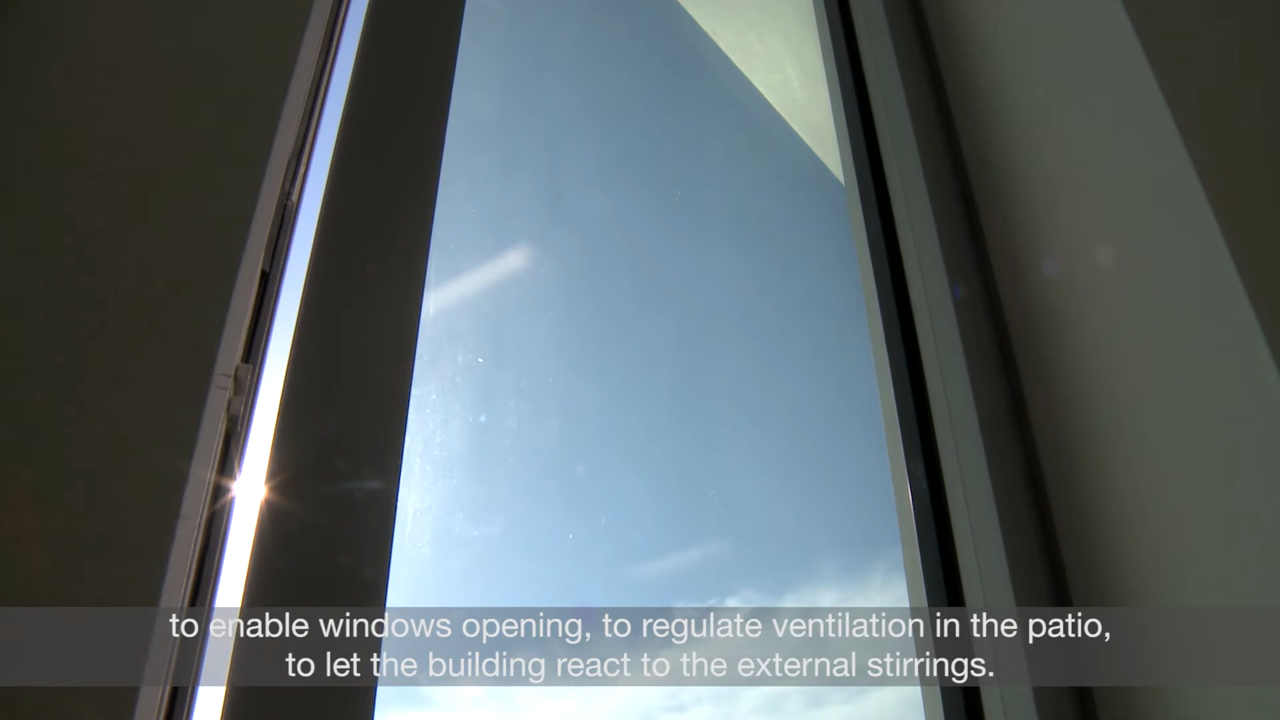 to enable windows opening, to regulate ventilation in the patio,
to let the building react to the external stirrings.